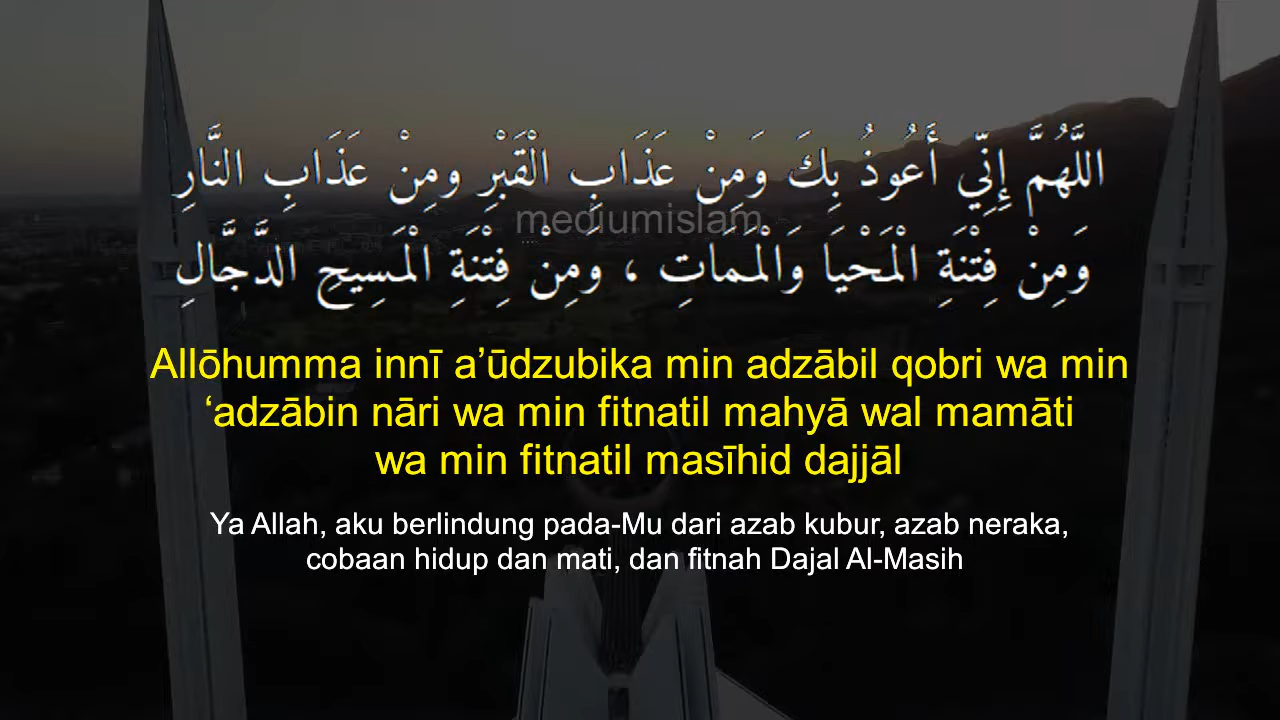 اللَّهُمَّ إِنِّي أَعُوذُ بِكَ وَمِنْ عَذَابِ الْقَبْرِ ومِنْ عَذَابِ النَّارِ
mediumislam
وَمِنْ فِتْنَةِ الْمَحْيَا وَالْمَمَاتِ ، وَمِنْ فِتْنَةِ الْمَسِيحِ الدَّجَّالِ
Allōhumma innī a’ūdzubika min adzābil qobri wa min
‘adzābin nāri wa min fitnatil mahyā wal mamāti
wa min fitnatil masīhid dajjāl
Ya Allah, aku berlindung pada-Mu dari azab kubur, azab neraka,
cobaan hidup dan mati, dan fitnah Dajal Al-Masih